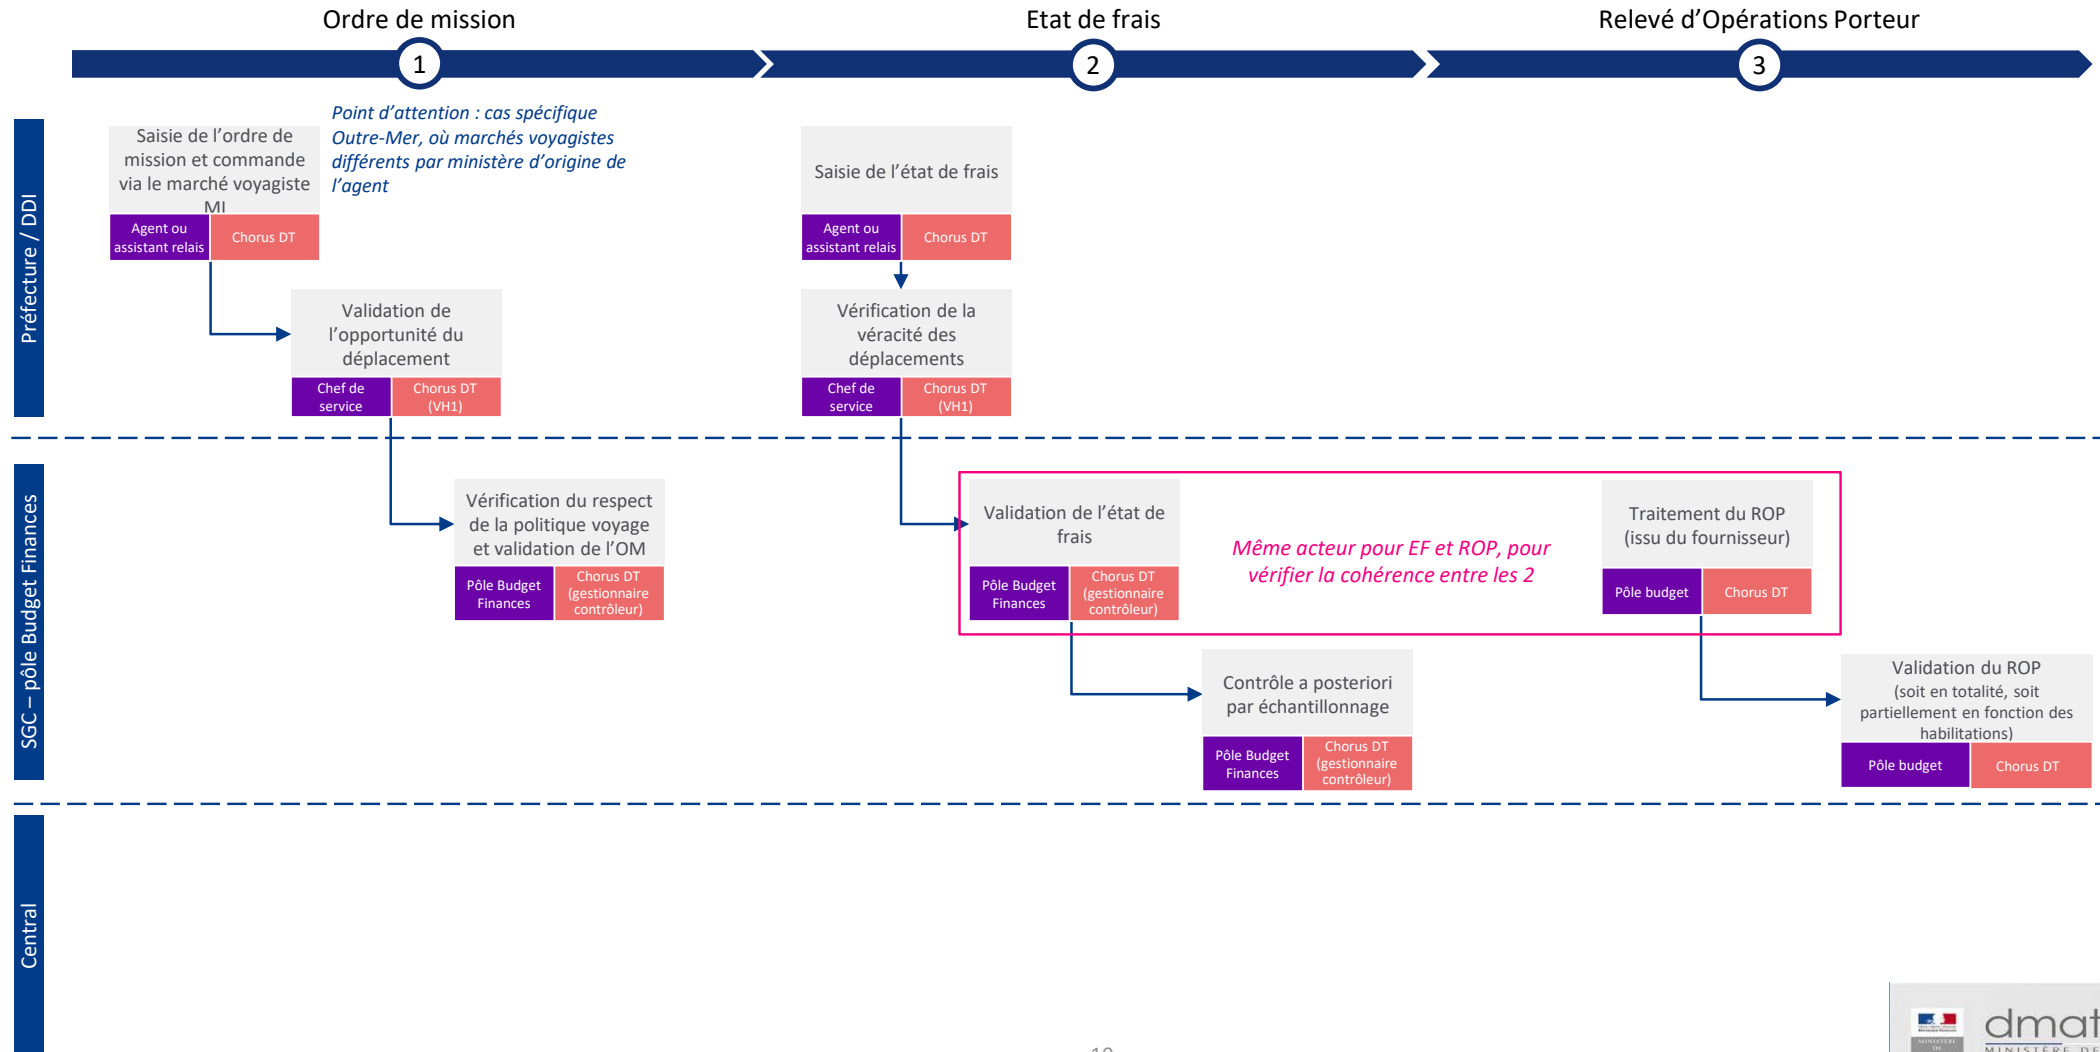 Ordre de mission
Etat de frais
Relevé d’Opérations Porteur
1
2
3
Préfecture / DDI
Saisie de l’ordre de
mission et commande
via le marché voyagiste
MI
Agent ou
assistant relais
Chorus DT
Point d’attention : cas spécifique
Outre-Mer, où marchés voyagistes
différents par ministère d’origine de
l’agent
Saisie de l’état de frais
Agent ou
assistant relais
Chorus DT
Validation de
l’opportunité du
déplacement
Chef de
service
Chorus DT
(VH1)
Vérification de la
véracité des
déplacements
Chef de
service
Chorus DT
(VH1)
SGC – pôle Budget Finances
Vérification du respect
de la politique voyage
et validation de l’OM
Pôle Budget
Finances
Chorus DT
(gestionnaire
contrôleur)
Validation de l’état de
frais
Pôle Budget
Finances
Chorus DT
(gestionnaire
contrôleur)
Même acteur pour EF et ROP, pour
vérifier la cohérence entre les 2
Traitement du ROP
(issu du fournisseur)
Pôle budget
Chorus DT
Contrôle a posteriori
par échantillonnage
Pôle Budget
Finances
Chorus DT
(gestionnaire
contrôleur)
Validation du ROP
(soit en totalité, soit
partiellement en fonction des
habilitations)
Pôle budget
Chorus DT
Central
dmat
MINISTÈRE DE
MINISTÈRE
DE